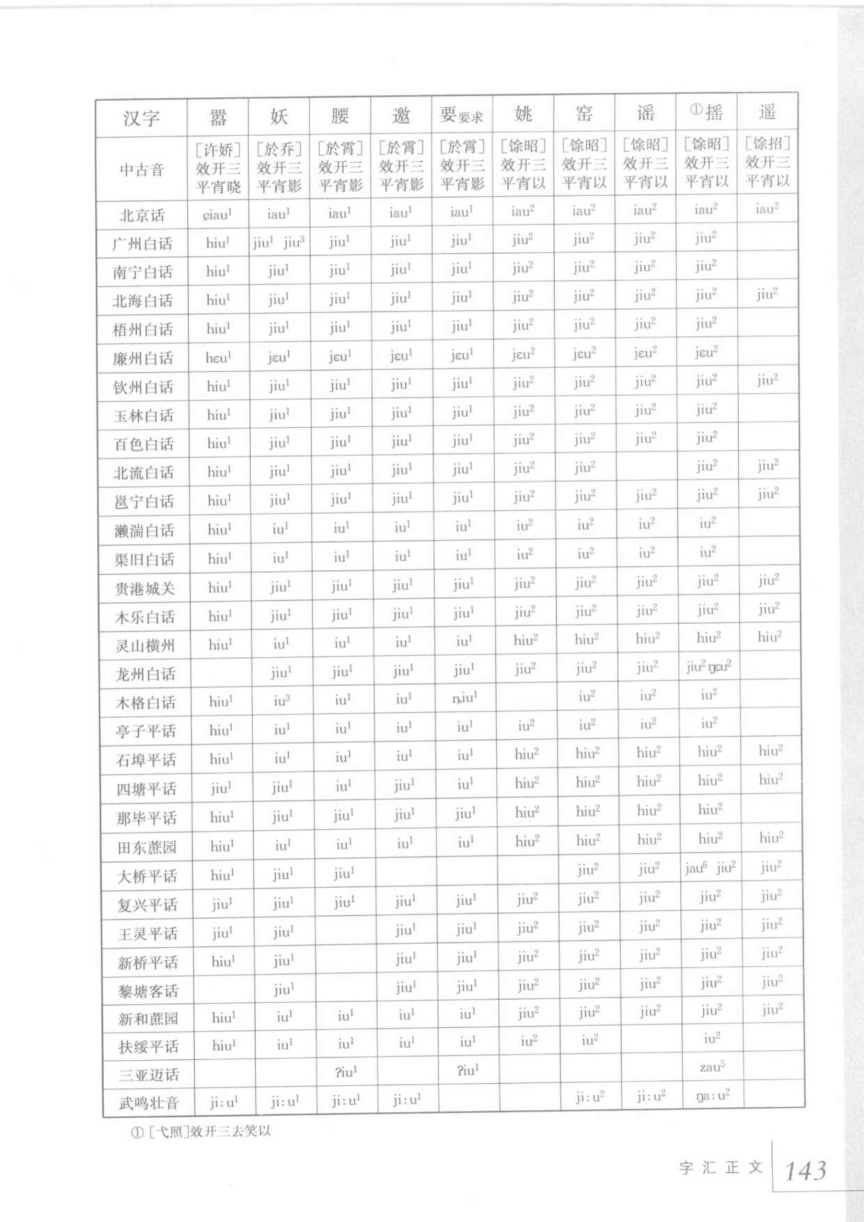 汉字 嚣 妖 腰 邀 要要求 姚 窑 谣 ①摇 遥
中古音 [许娇]效开三平宵晓 [於乔]效开三平宵影 [於霄]效开三平宵影 [於霄]效开三平宵影 [於霄]效开三平宵影 [馀昭]效开三平宵以 [馀昭]效开三平宵以 [馀昭]效开三平宵以 [馀昭]效开三平宵以 [馀招]效开三平宵以
北京话 ɕiau¹ iau¹ iau¹ iau¹ iau¹ iau² iau² iau² iau² iau²
广州白话 hiu¹ jiu¹ jiu³ jiu¹ jiu¹ jiu¹ jiu² jiu² jiu² jiu²
南宁白话 hiu¹ jiu¹ jiu¹ jiu¹ jiu¹ jiu² jiu² jiu² jiu²
北海白话 hiu¹ jiu¹ jiu¹ jiu¹ jiu¹ jiu² jiu² jiu² jiu² jiu²
梧州白话 hiu¹ jiu¹ jiu¹ jiu¹ jiu¹ jiu² jiu² jiu² jiu²
廉州白话 hɛu¹ jɛu¹ jɛu¹ jɛu¹ jɛu¹ jɛu² jɛu² jɛu² jɛu²
钦州白话 hiu¹ jiu¹ jiu¹ jiu¹ jiu¹ jiu² jiu² jiu² jiu² jiu²
玉林白话 hiu¹ jiu¹ jiu¹ jiu¹ jiu¹ jiu² jiu² jiu² jiu²
百色白话 hiu¹ jiu¹ jiu¹ jiu¹ jiu¹ jiu² jiu² jiu² jiu²
北流白话 hiu¹ jiu¹ jiu¹ jiu¹ jiu¹ jiu² jiu² jiu² jiu²
邕宁白话 hiu¹ jiu¹ jiu¹ jiu¹ jiu¹ jiu² jiu² jiu² jiu² jiu²
濑湍白话 hiu¹ iu¹ iu¹ iu¹ iu¹ iu² iu² iu² iu²
渠旧白话 hiu¹ iu¹ iu¹ iu¹ iu¹ iu² iu² iu² iu²
贵港城关 hiu¹ jiu¹ jiu¹ jiu¹ jiu¹ jiu² jiu² jiu² jiu² jiu²
木乐白话 hiu¹ jiu¹ jiu¹ jiu¹ jiu¹ jiu² jiu² jiu² jiu² jiu²
灵山横州 hiu¹ iu¹ iu¹ iu¹ iu¹ hiu² hiu² hiu² hiu² hiu²
龙州白话 jiu¹ jiu¹ jiu¹ jiu¹ jiu² jiu² jiu² jiu² ŋɛu²
木格白话 hiu¹ iu³ iu¹ iu¹ ȵiu¹ iu² iu² iu²
亭子平话 hiu¹ iu¹ iu¹ iu¹ iu¹ iu² iu² iu² iu²
石埠平话 hiu¹ iu¹ iu¹ iu¹ iu¹ hiu² hiu² hiu² hiu² hiu²
四塘平话 jiu¹ jiu¹ iu¹ jiu¹ iu¹ hiu² hiu² hiu² hiu² hiu²
那毕平话 hiu¹ jiu¹ jiu¹ jiu¹ jiu¹ hiu² hiu² hiu² hiu²
田东蔗园 hiu¹ iu¹ iu¹ iu¹ iu¹ hiu² hiu² hiu² hiu² hiu²
大桥平话 hiu¹ jiu¹ jiu¹ jiu² jiu² jau⁶ jiu² jiu²
复兴平话 jiu¹ jiu¹ jiu¹ jiu¹ jiu¹ jiu² jiu² jiu² jiu² jiu²
王灵平话 jiu¹ jiu¹ jiu¹ jiu¹ jiu² jiu² jiu² jiu² jiu²
新桥平话 hiu¹ jiu¹ jiu¹ jiu¹ jiu² jiu² jiu² jiu² jiu²
黎塘客话 jiu¹ jiu¹ jiu¹ jiu² jiu² jiu² jiu² jiu²
新和蔗园 hiu¹ iu¹ iu¹ iu¹ iu¹ jiu² jiu² jiu² jiu² jiu²
扶绥平话 hiu¹ iu¹ iu¹ iu¹ iu¹ iu² iu² iu²
三亚迈话 ʔiu¹ ʔiu¹ zau⁵
武鸣壮音 ji:u¹ ji:u¹ ji:u¹ ji:u¹ ji:u² ji:u² ŋa:u²
①[弋照]效开三去笑以
字汇正文 143